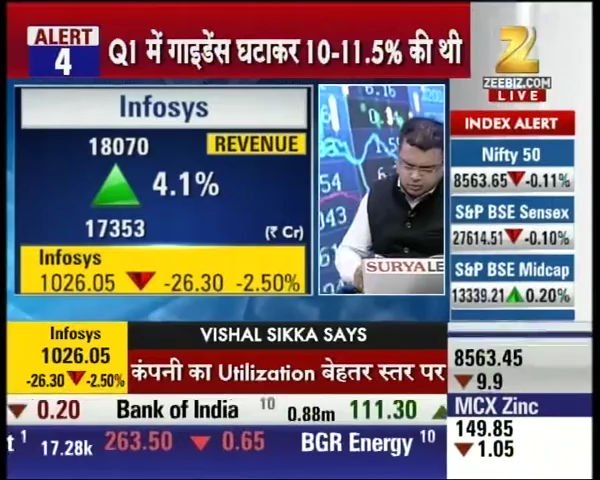 ALERT
4
Q1 में गाइडेंस घटाकर 10-11.5% की थी
ZEEBIZ.COM
LIVE
Infosys
18070
REVENUE
4.1%
17353
(₹ Cr)
Infosys
1026.05 -26.30 -2.50%
SURYA LE
INDEX ALERT
Nifty 50
8563.65 -0.11%
S&P BSE Sensex
27614.51 -0.10%
S&P BSE Midcap
13339.21 0.20%
Infosys
1026.05
-26.30 -2.50%
VISHAL SIKKA SAYS
कंपनी का Utilization बेहतर स्तर पर
8563.45
9.9
MCX Zinc
149.85
1.05
0.20 Bank of India 10 0.88m 111.30
t 1 17.28k 263.50 0.65 BGR Energy 10